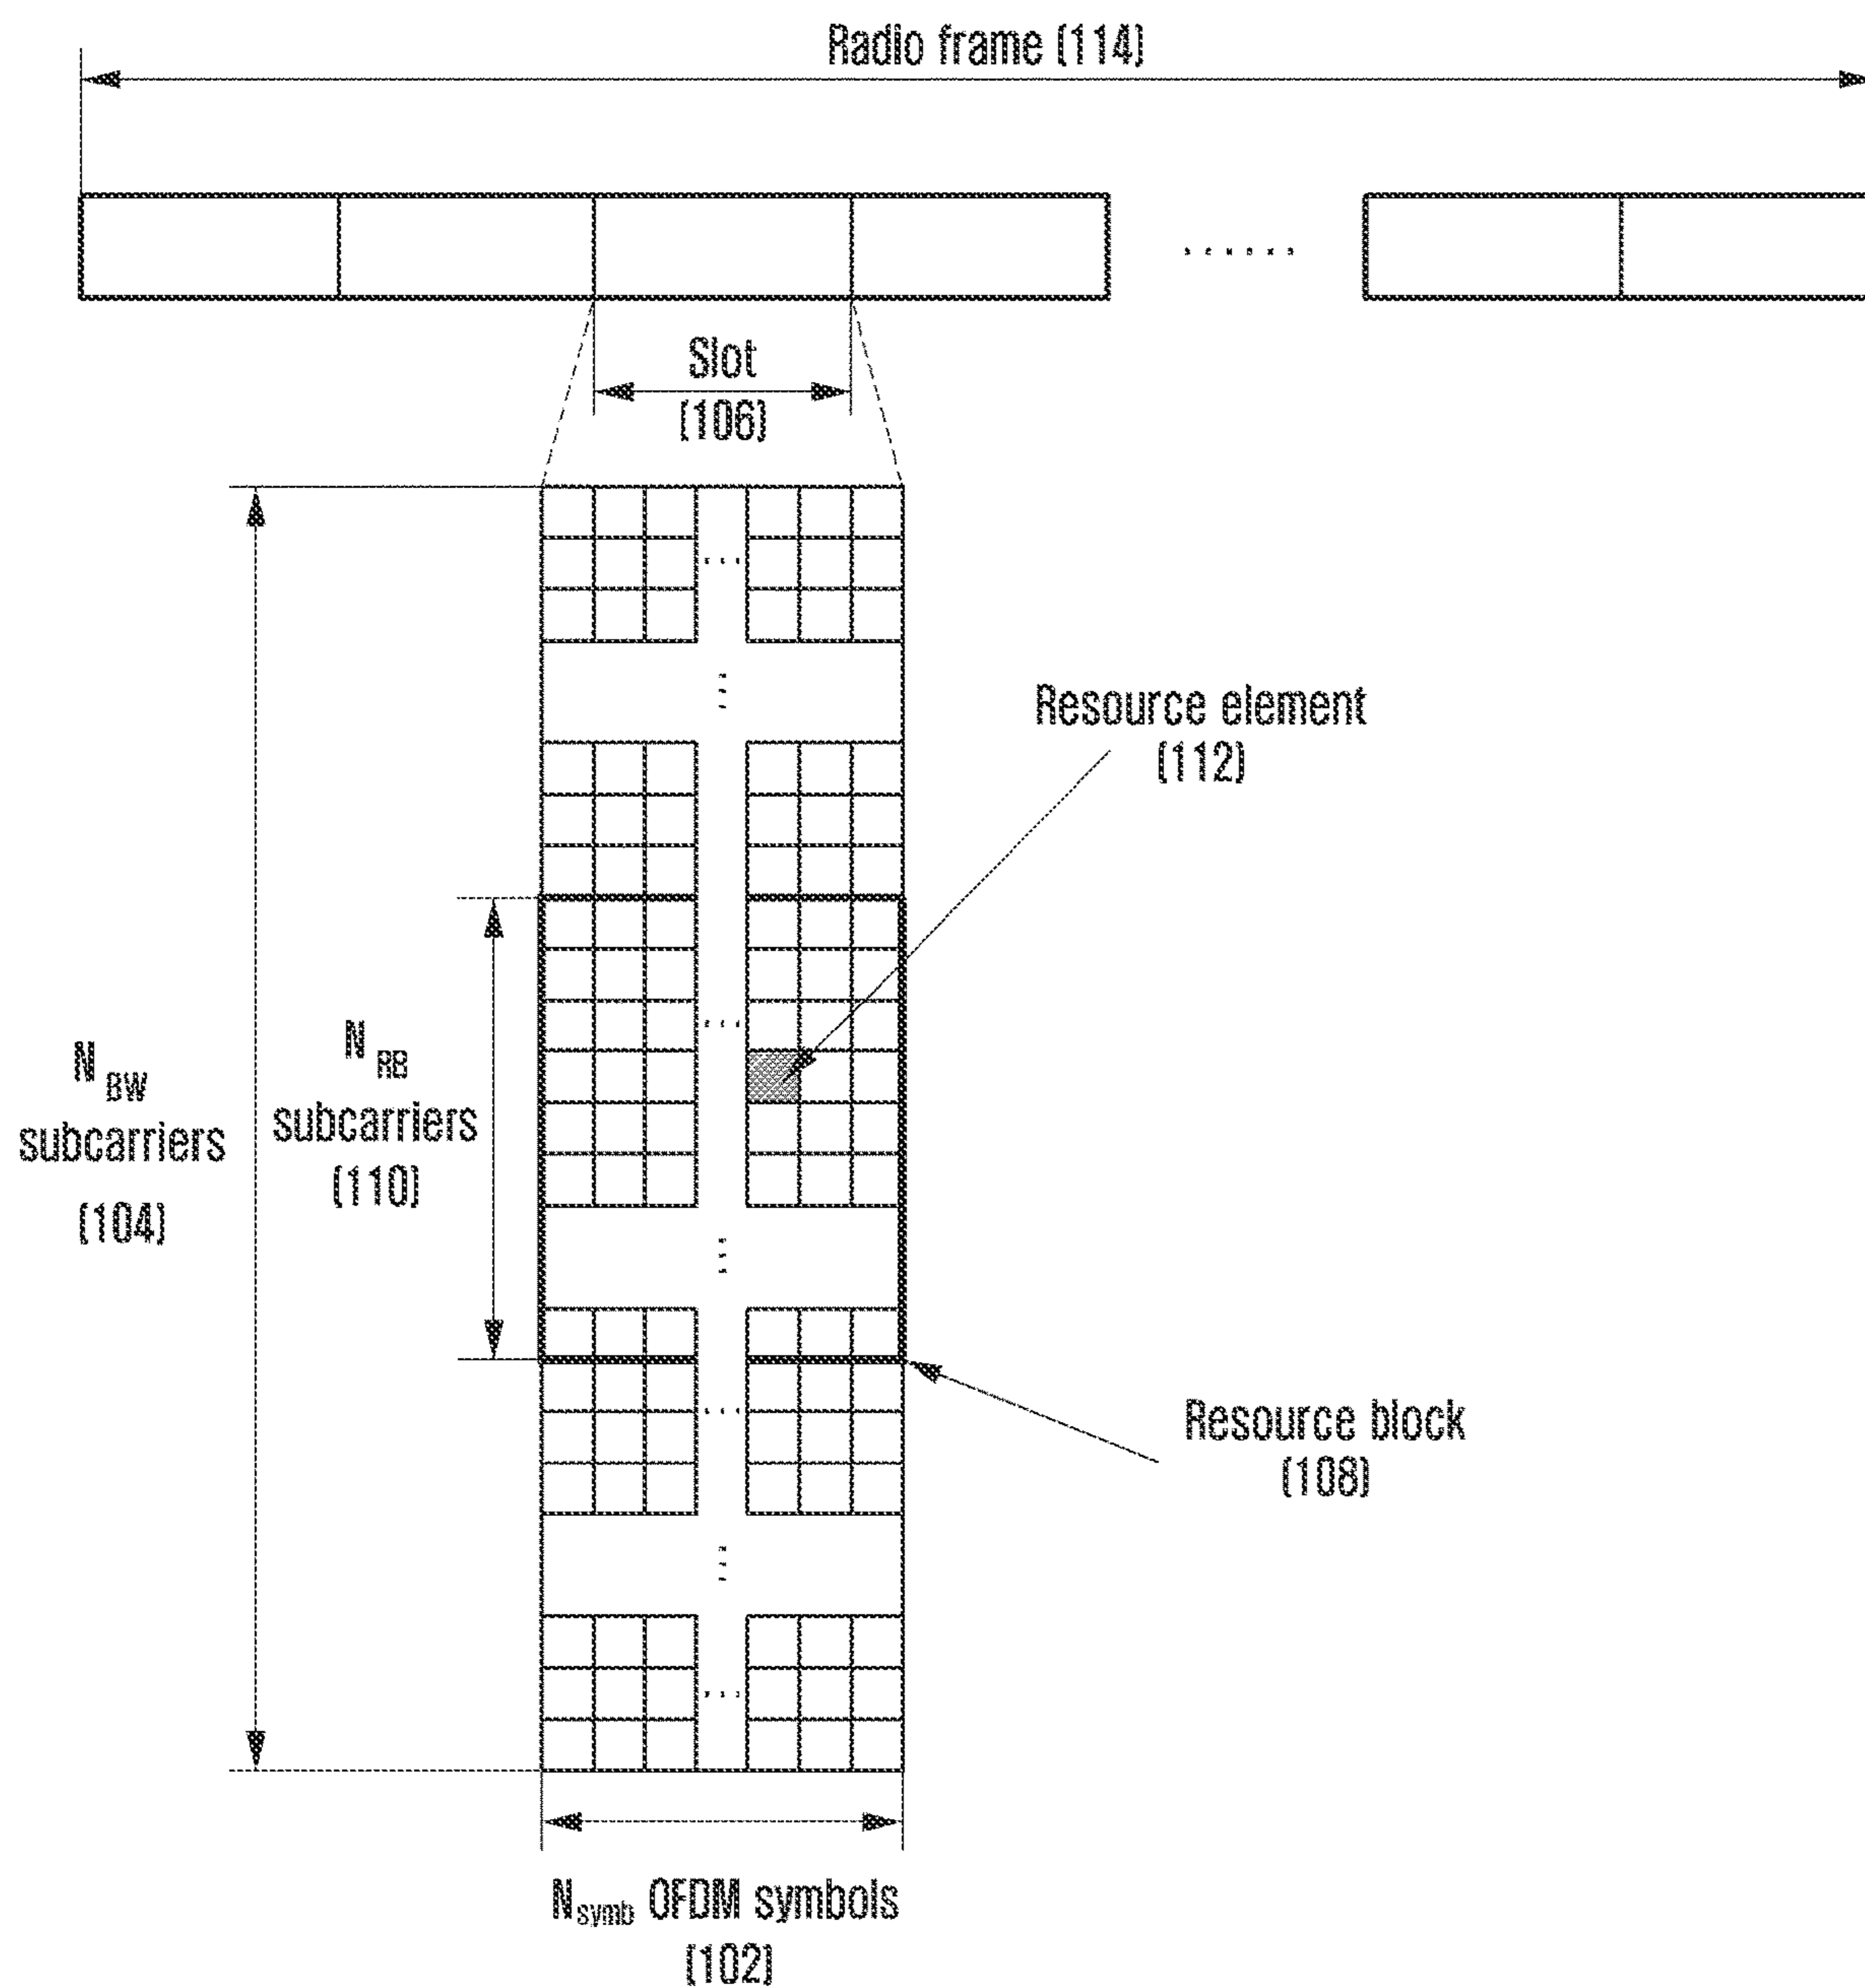 Radio frame (114)
Slot
(106)
Resource element
(112)
N RB
subcarriers
(110)
N BW
subcarriers
(104)
Resource block
(108)
Nsymb OFDM symbols
(102)